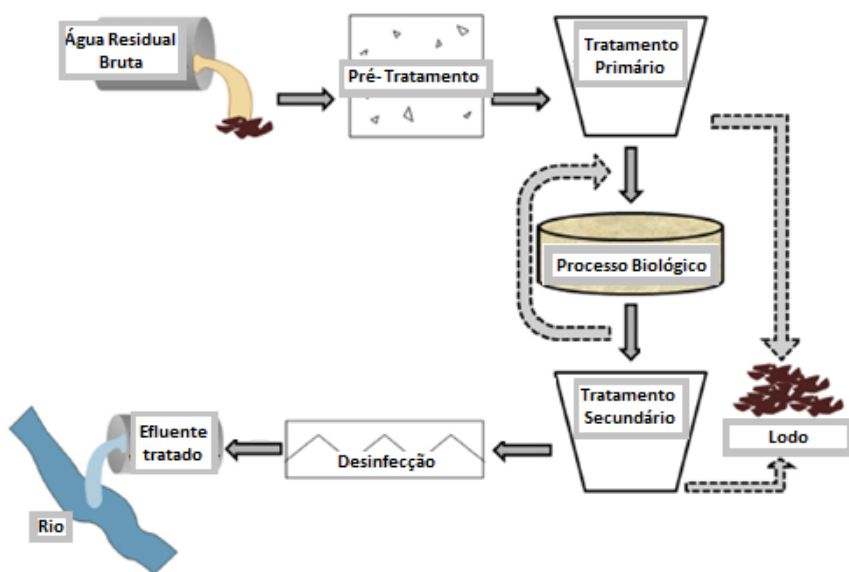 Água Residual
Bruta
Pré- Tratamento
Tratamento
Primário
Processo Biológico
Tratamento
Secundário
Lodo
Desinfecção
Efluente
tratado
Rio